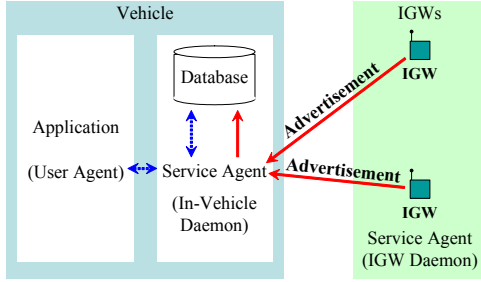 Vehicle
IGWs
Database
Application
(User Agent)
Service Agent
(In-Vehicle
Daemon)
Advertisement
Advertisement
IGW
IGW
Service Agent
(IGW Daemon)